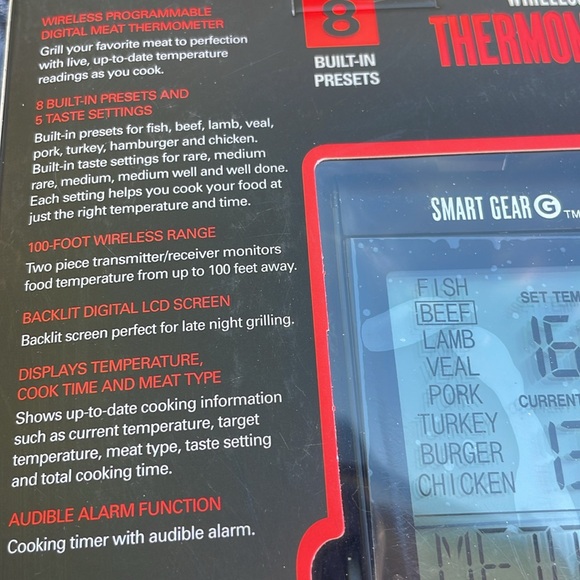 WIRELESS PROGRAMMABLE
DIGITAL MEAT THERMOMETER
Grill your favorite meat to perfection
with live, up-to-date temperature
readings as you cook.
8 BUILT-IN PRESETS AND
5 TASTE SETTINGS
Built-in presets for fish, beef, lamb, veal,
pork, turkey, hamburger and chicken.
Built-in taste settings for rare, medium
rare, medium, medium well and well done.
Each setting helps you cook your food at
just the right temperature and time.
100-FOOT WIRELESS RANGE
Two piece transmitter/receiver monitors
food temperature from up to 100 feet away.
BACKLIT DIGITAL LCD SCREEN
Backlit screen perfect for late night grilling.
DISPLAYS TEMPERATURE,
COOK TIME AND MEAT TYPE
Shows up-to-date cooking information
such as current temperature, target
temperature, meat type, taste setting
and total cooking time.
AUDIBLE ALARM FUNCTION
Cooking timer with audible alarm.
8
BUILT-IN
PRESETS
SMART GEAR G TM
FISH
BEEF
LAMB
VEAL
PORK
TURKEY
BURGER
CHICKEN
SET TEM
CURRENT